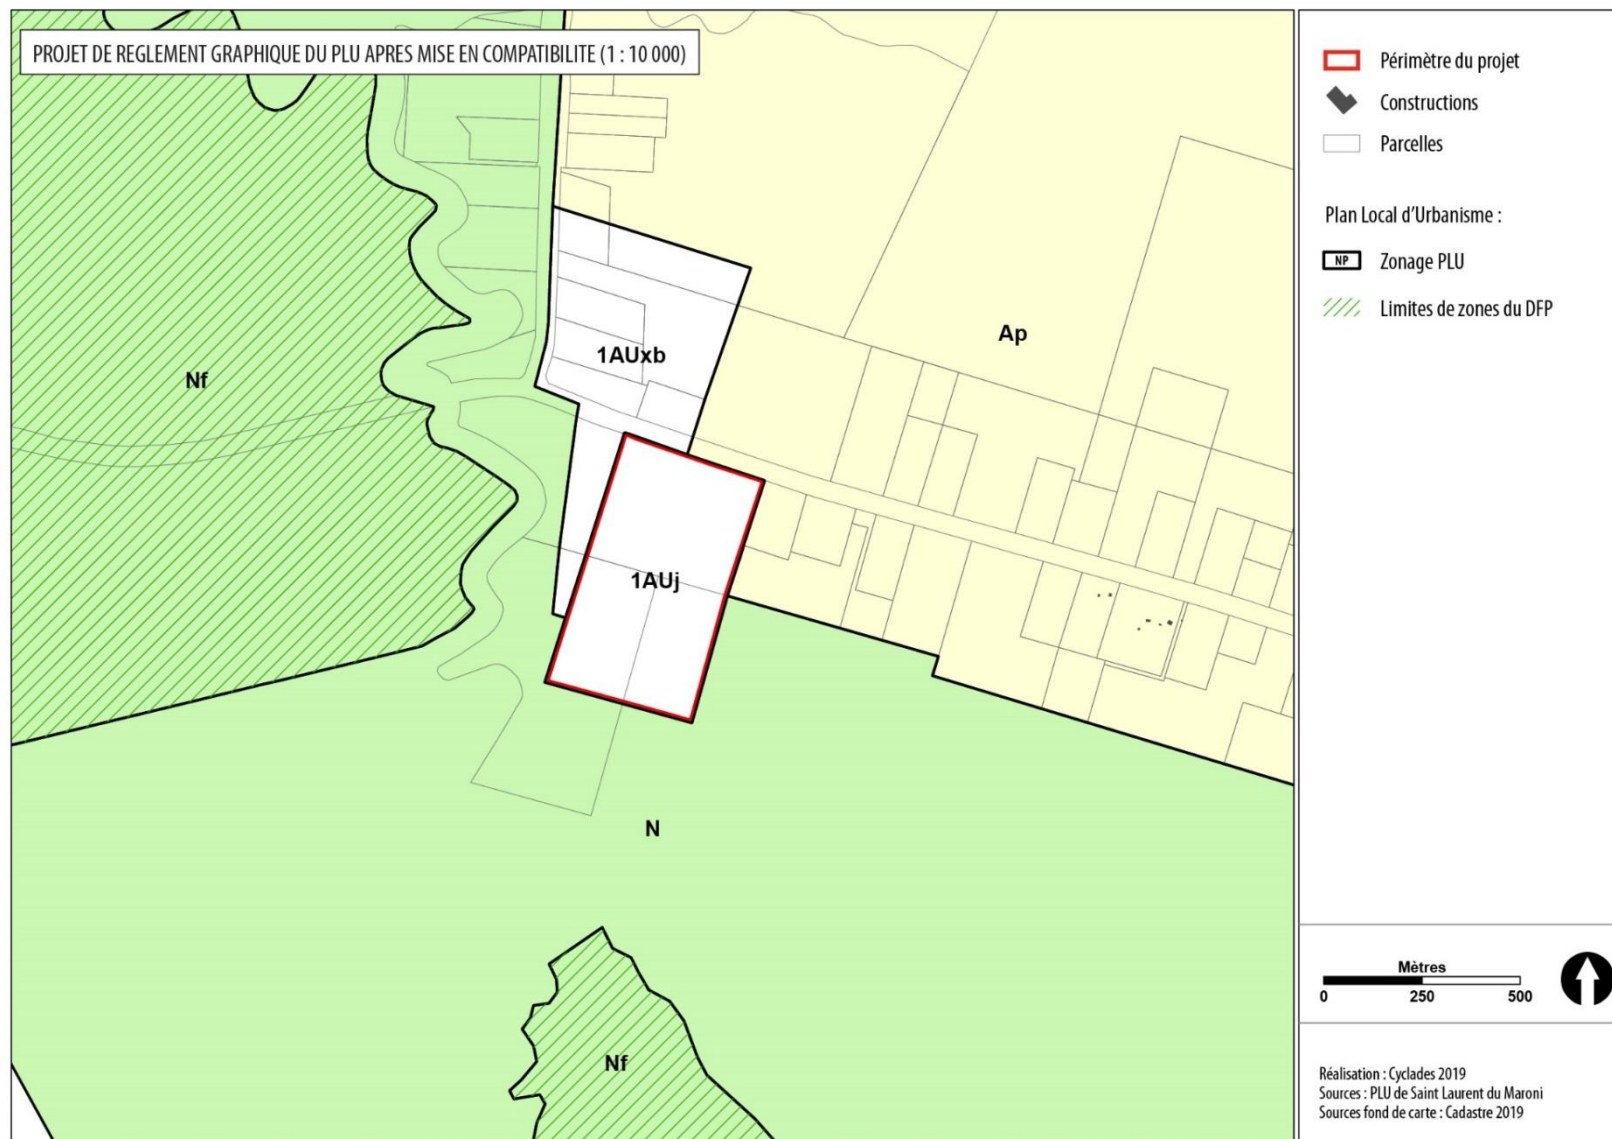 PROJET DE REGLEMENT GRAPHIQUE DU PLU APRES MISE EN COMPATIBILITE (1 : 10 000)
Nf
1AUxb
Ap
1AUj
N
Nf
Périmètre du projet
Constructions
Parcelles
Plan Local d'Urbanisme :
NP Zonage PLU
Limites de zones du DFP
Mètres
0 250 500
Réalisation : Cyclades 2019
Sources : PLU de Saint Laurent du Maroni
Sources fond de carte : Cadastre 2019